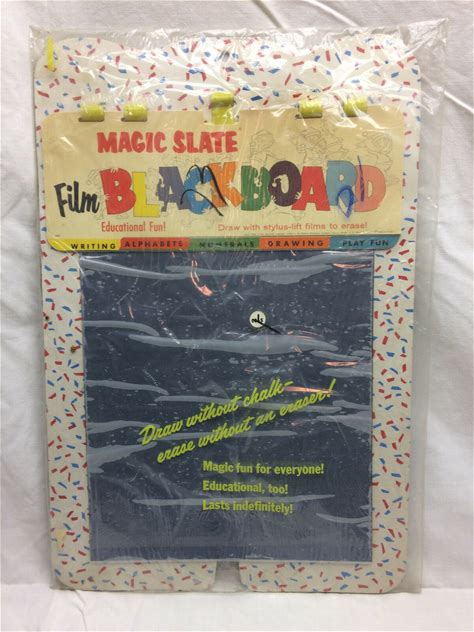 MAGIC SLATE
Film BLACKBOARD
Educational Fun!
Draw with stylus-lift films to erase!
WRITING ALPHABETS NUMERALS DRAWING PLAY FUN
Draw without chalk-
erase without an eraser!
Magic fun for everyone!
Educational, too!
Lasts indefinitely!